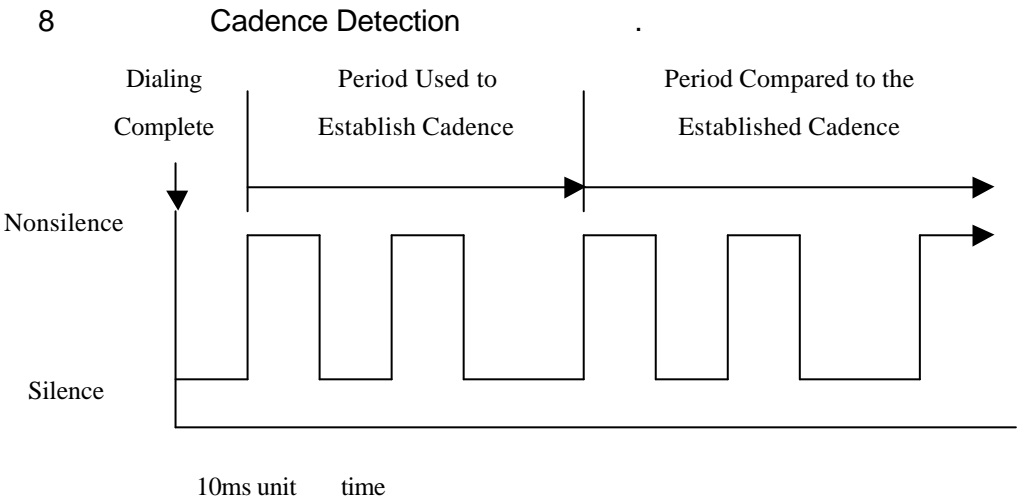 8 Cadence Detection .
Dialing Complete
Period Used to Establish Cadence
Period Compared to the Established Cadence
Nonsilence
Silence
10ms unit time